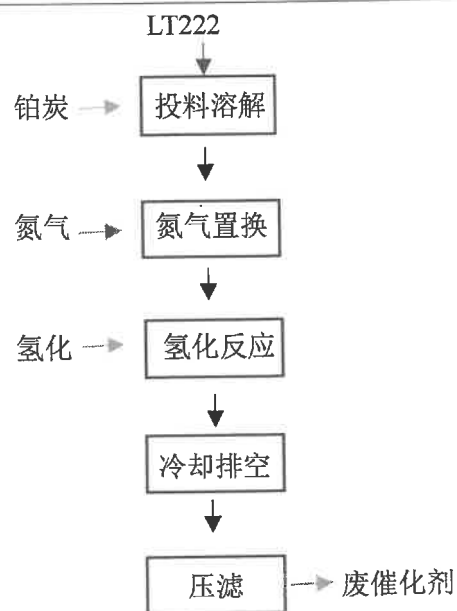 LT222
铂炭
投料溶解
氮气
氮气置换
氢化
氢化反应
冷却排空
压滤
废催化剂